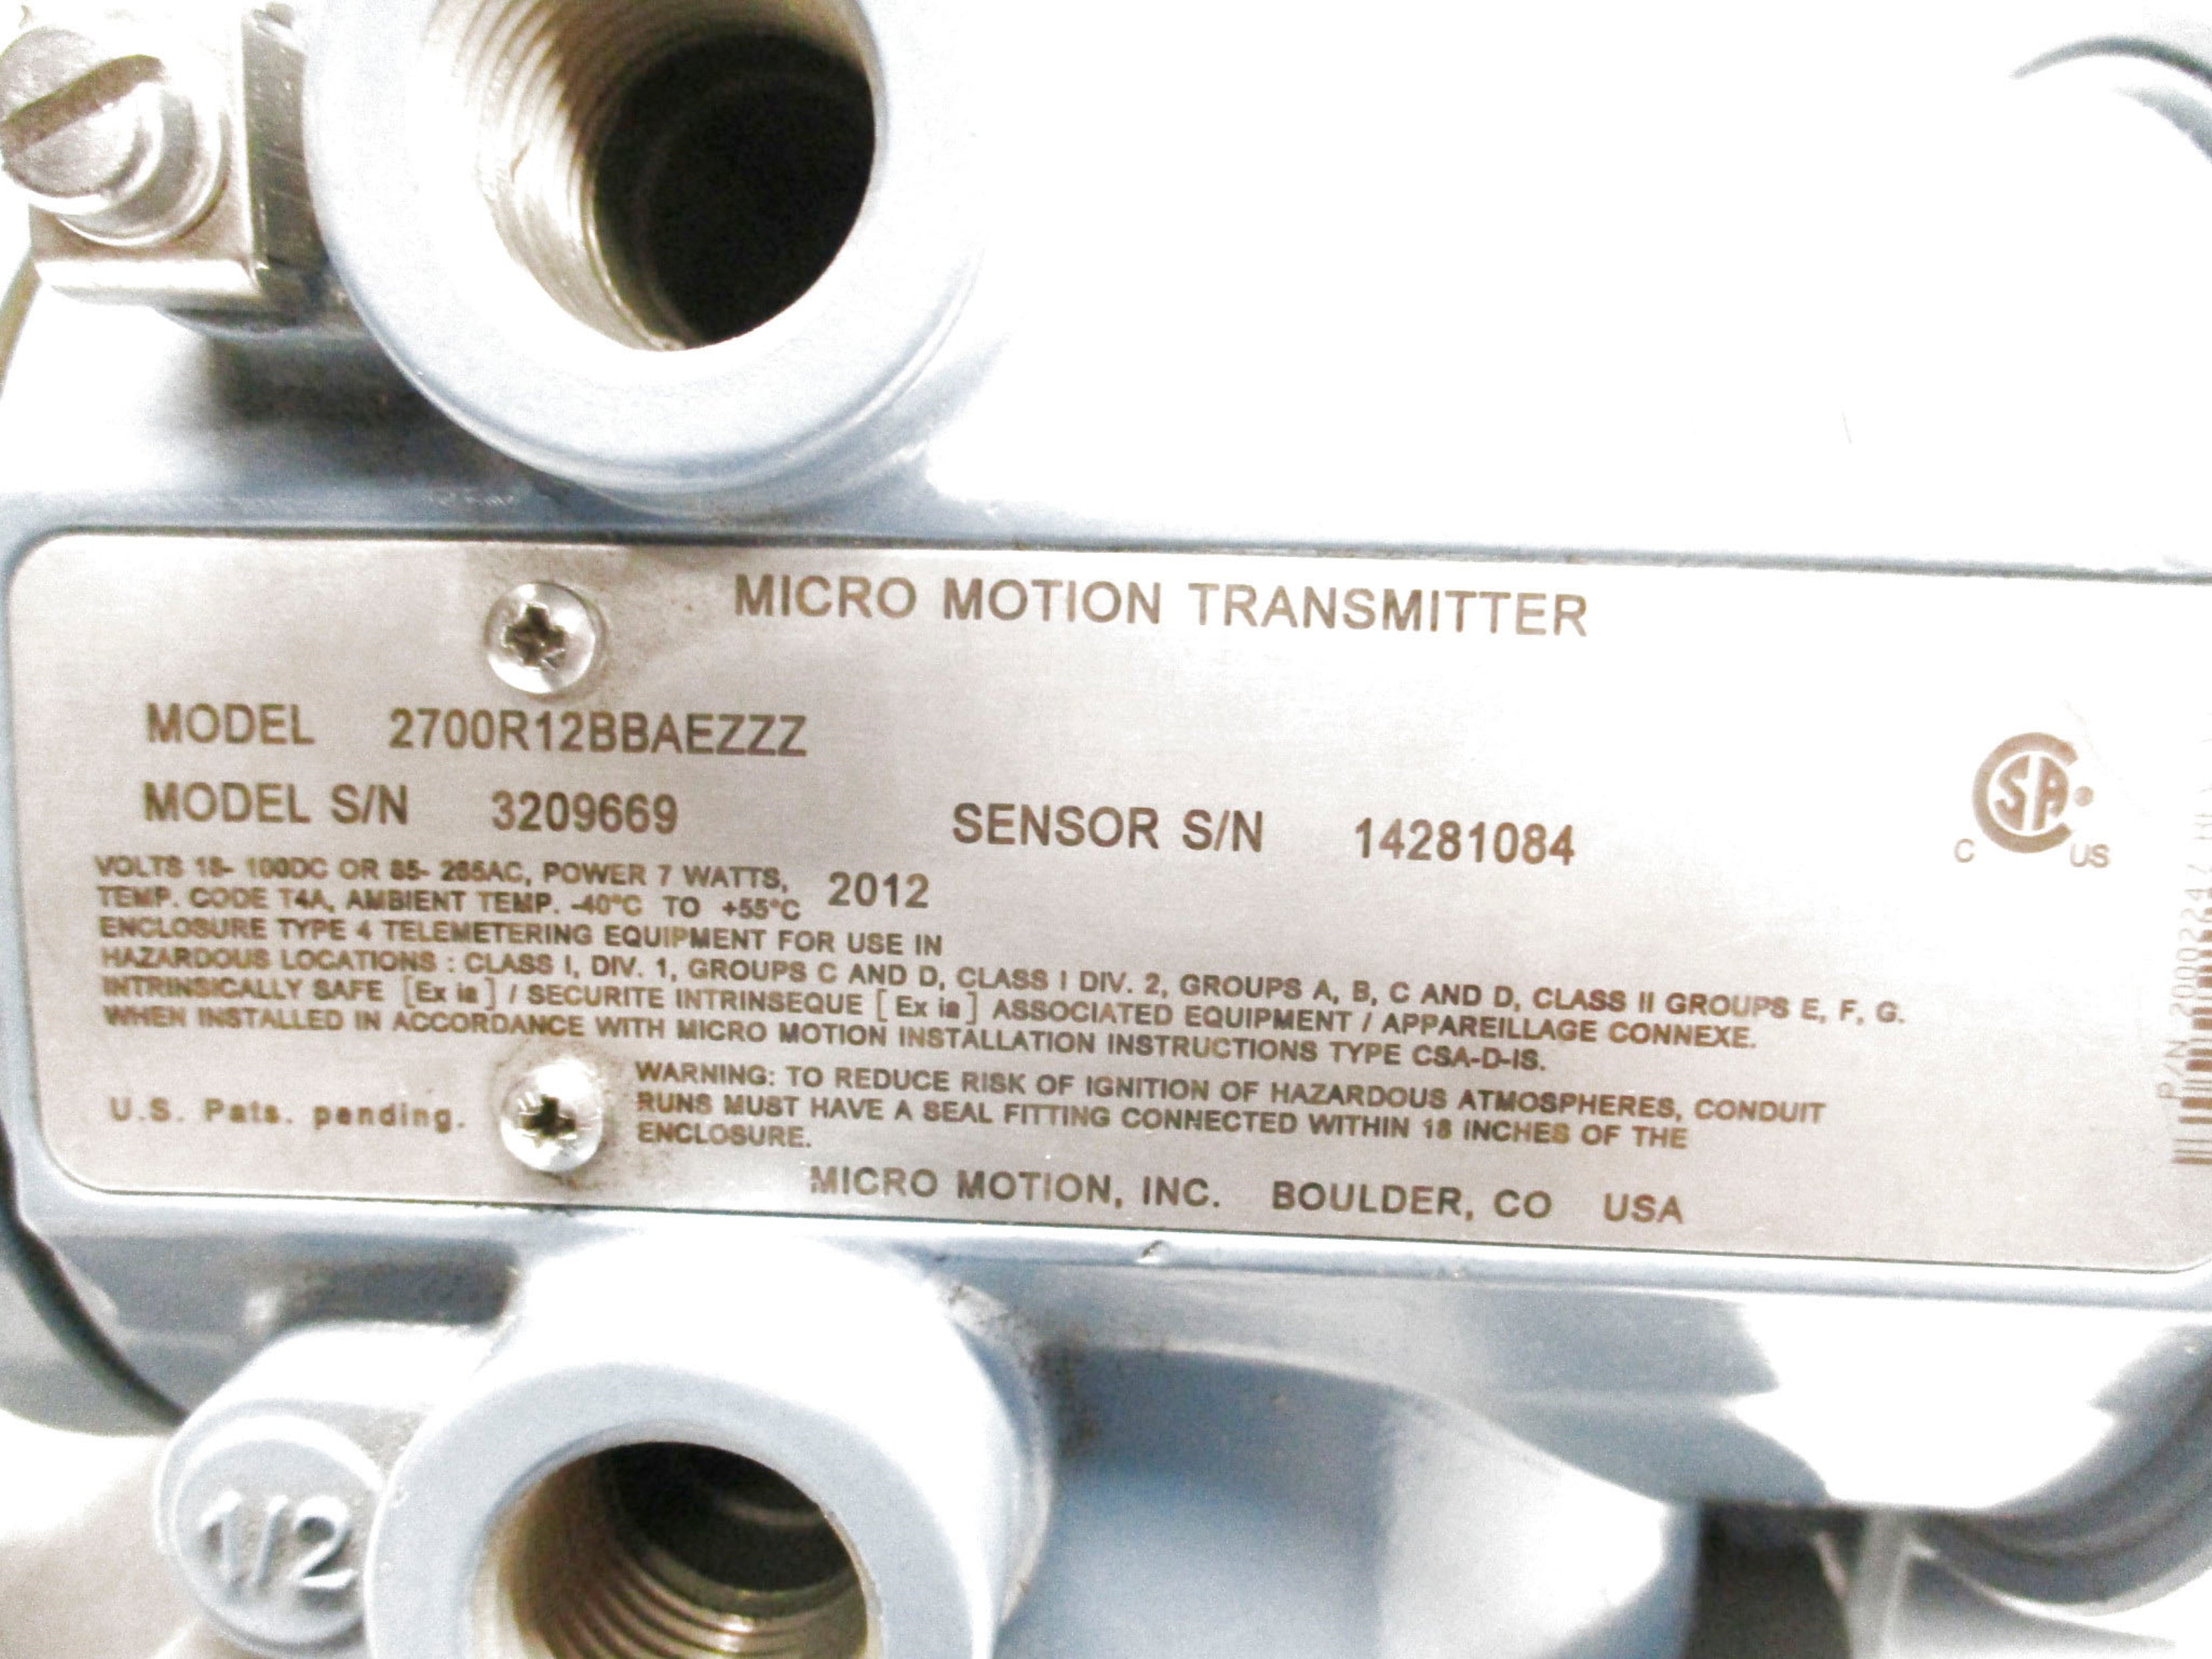 MICRO MOTION TRANSMITTER
MODEL 2700R12BBAEZZZ
MODEL S/N 3209669 SENSOR S/N 14281084
CSA
C US
VOLTS 18- 100DC OR 85- 265AC, POWER 7 WATTS, 2012
TEMP. CODE T4A, AMBIENT TEMP. -40°C TO +55°C
ENCLOSURE TYPE 4 TELEMETERING EQUIPMENT FOR USE IN
HAZARDOUS LOCATIONS : CLASS I, DIV. 1, GROUPS C AND D, CLASS I DIV. 2, GROUPS A, B, C AND D, CLASS II GROUPS E, F, G.
INTRINSICALLY SAFE [Ex ia] / SECURITE INTRINSEQUE [Ex ia] ASSOCIATED EQUIPMENT / APPAREILLAGE CONNEXE.
WHEN INSTALLED IN ACCORDANCE WITH MICRO MOTION INSTALLATION INSTRUCTIONS TYPE CSA-D-IS.
U.S. Pats. pending.
WARNING: TO REDUCE RISK OF IGNITION OF HAZARDOUS ATMOSPHERES, CONDUIT
RUNS MUST HAVE A SEAL FITTING CONNECTED WITHIN 18 INCHES OF THE
ENCLOSURE.
MICRO MOTION, INC. BOULDER, CO USA
P/N
1/2